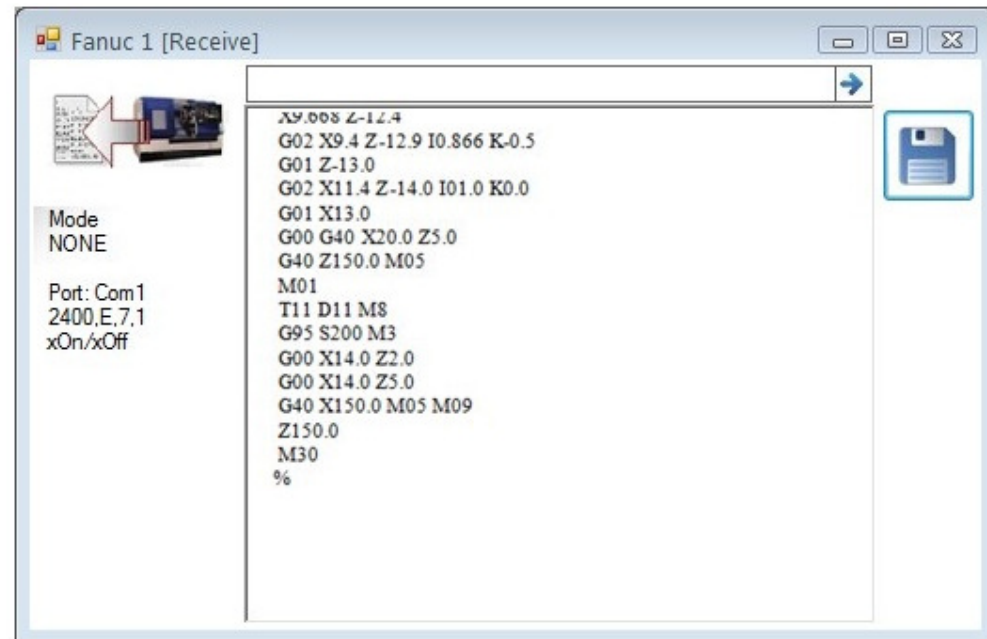 Fanuc 1 [Receive]
X9.668 Z-12.4
G02 X9.4 Z-12.9 I0.866 K-0.5
G01 Z-13.0
G02 X11.4 Z-14.0 I01.0 K0.0
G01 X13.0
G00 G40 X20.0 Z5.0
G40 Z150.0 M05
M01
T11 D11 M8
G95 S200 M3
G00 X14.0 Z2.0
G00 X14.0 Z5.0
G40 X150.0 M05 M09
Z150.0
M30
%
Mode
NONE
Port: Com1
2400,E,7,1
xOn/xOff